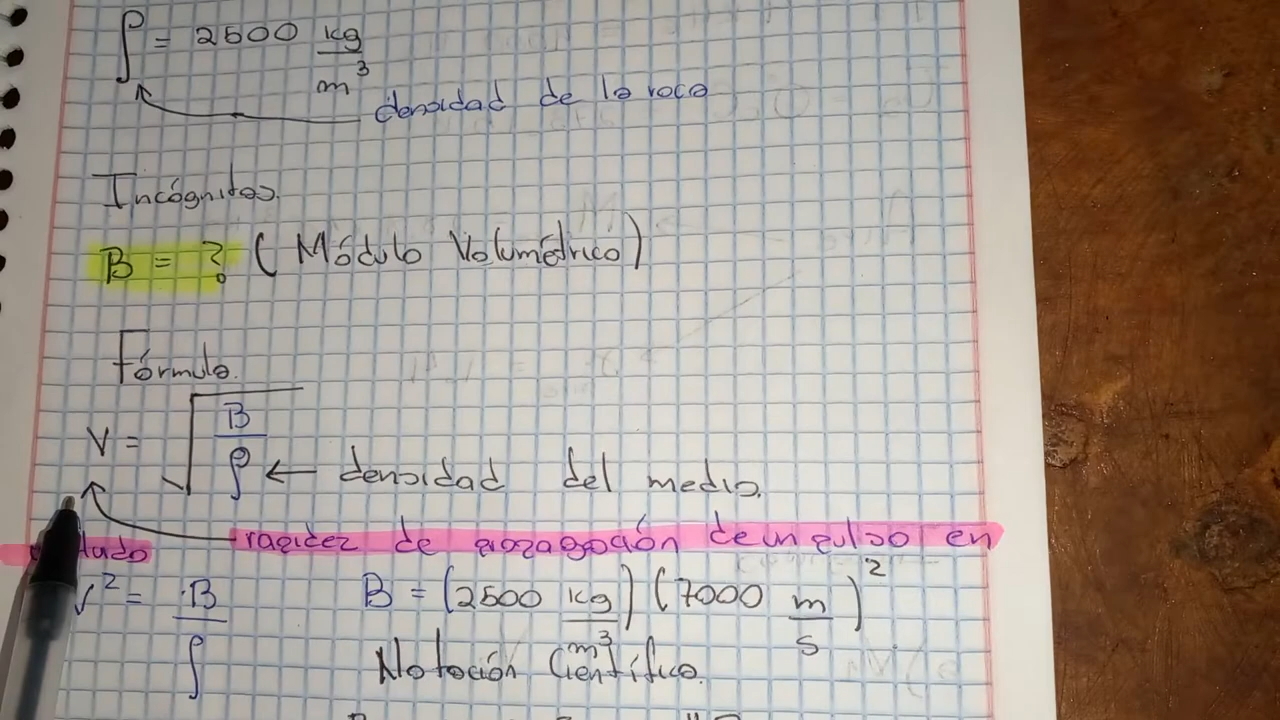 ρ = 2500 kg/m³
densidad de la roca
Incógnitas.
B = ? (Módulo Volumétrico)
Fórmula.
V = √(B/ρ) ← densidad del medio.
rapidez de propagación de un pulso en
V² = B/ρ B = (2500 kg/m³)(7000 m/s)²
Notación Científica.